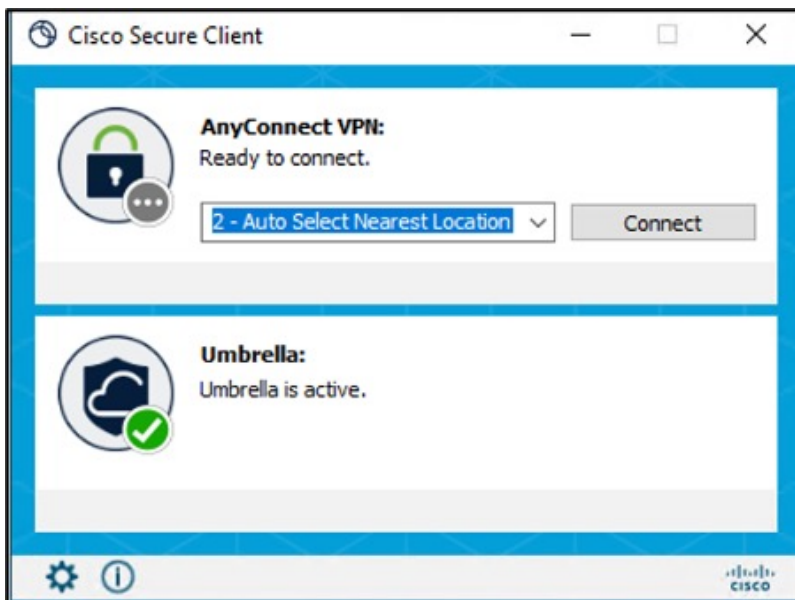 Cisco Secure Client
AnyConnect VPN:
Ready to connect.
2 - Auto Select Nearest Location
Connect
Umbrella:
Umbrella is active.
CISCO